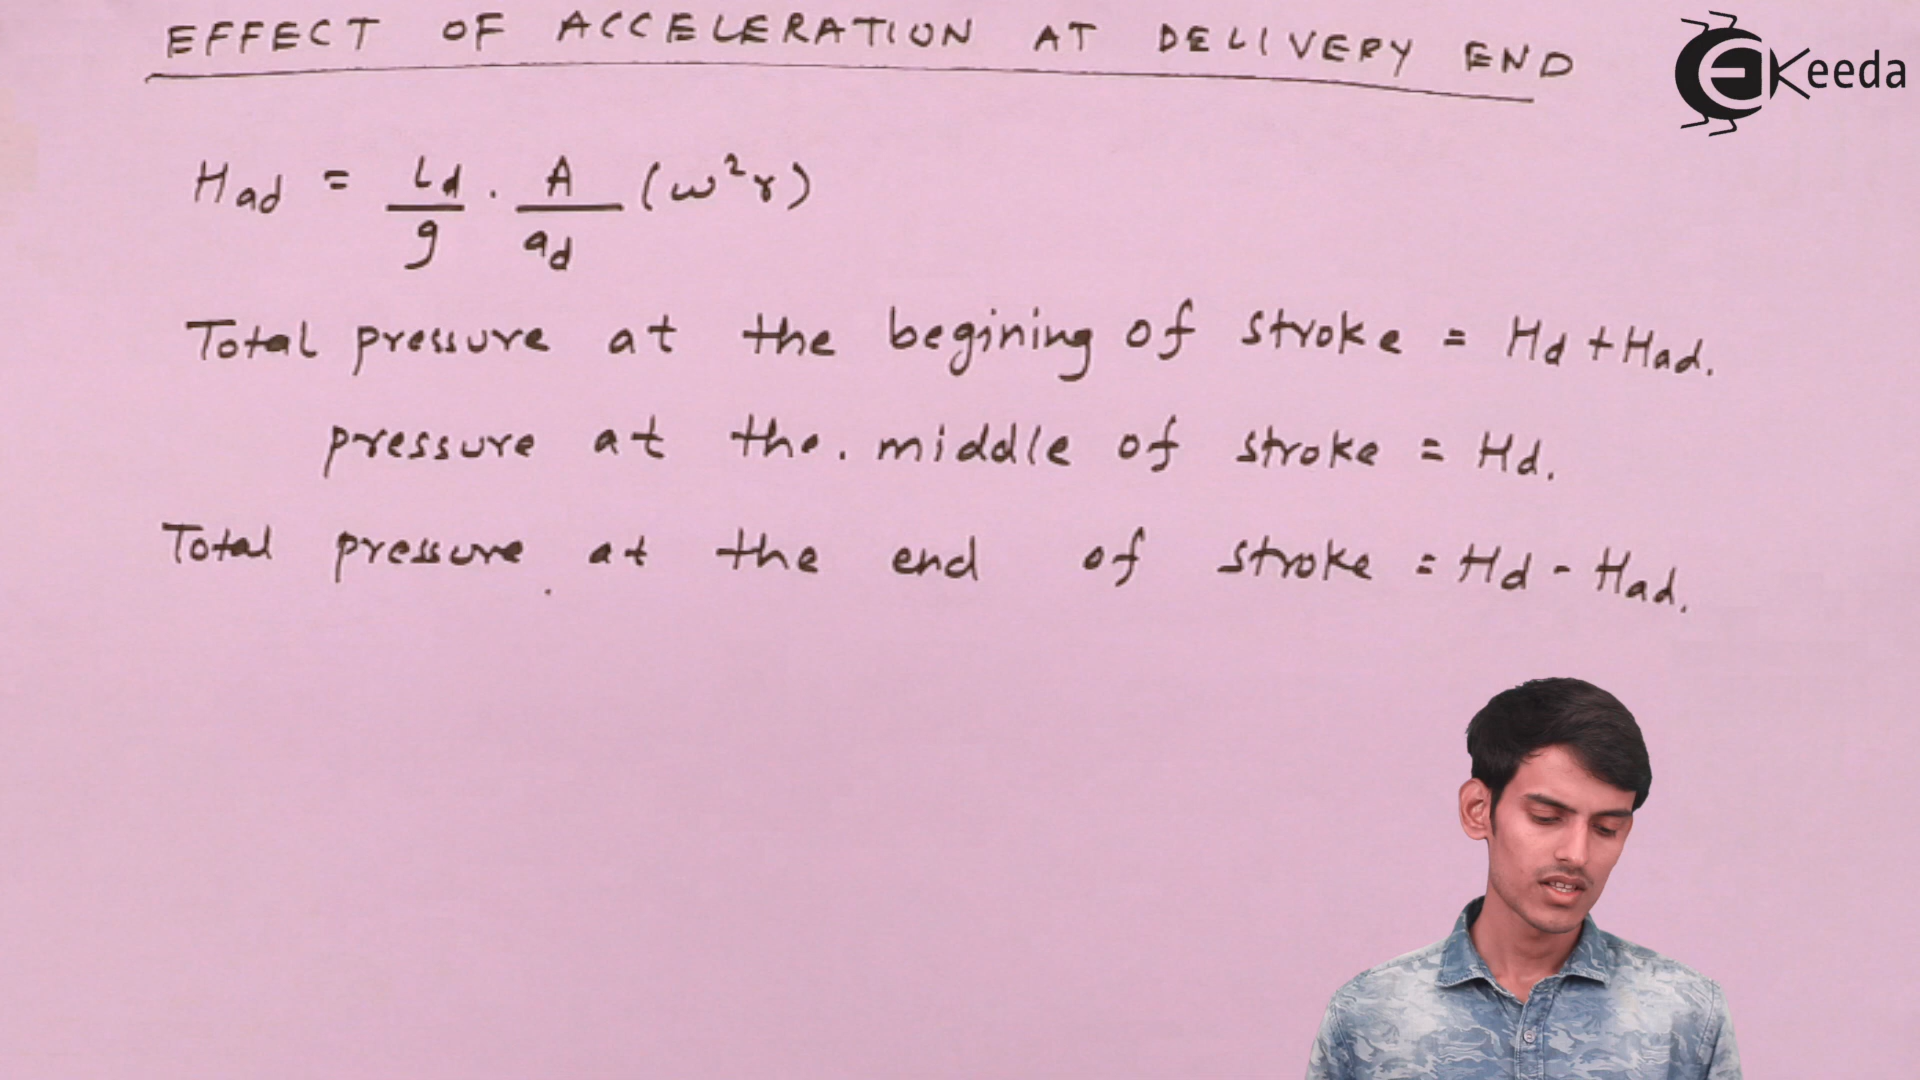 EFFECT OF ACCELERATION AT DELIVERY END
EKeeda
Had = Ld/g . A/ad (ω²r)
Total pressure at the begining of stroke = Hd + Had.
pressure at the. middle of stroke = Hd.
Total pressure at the end of stroke = Hd - Had.